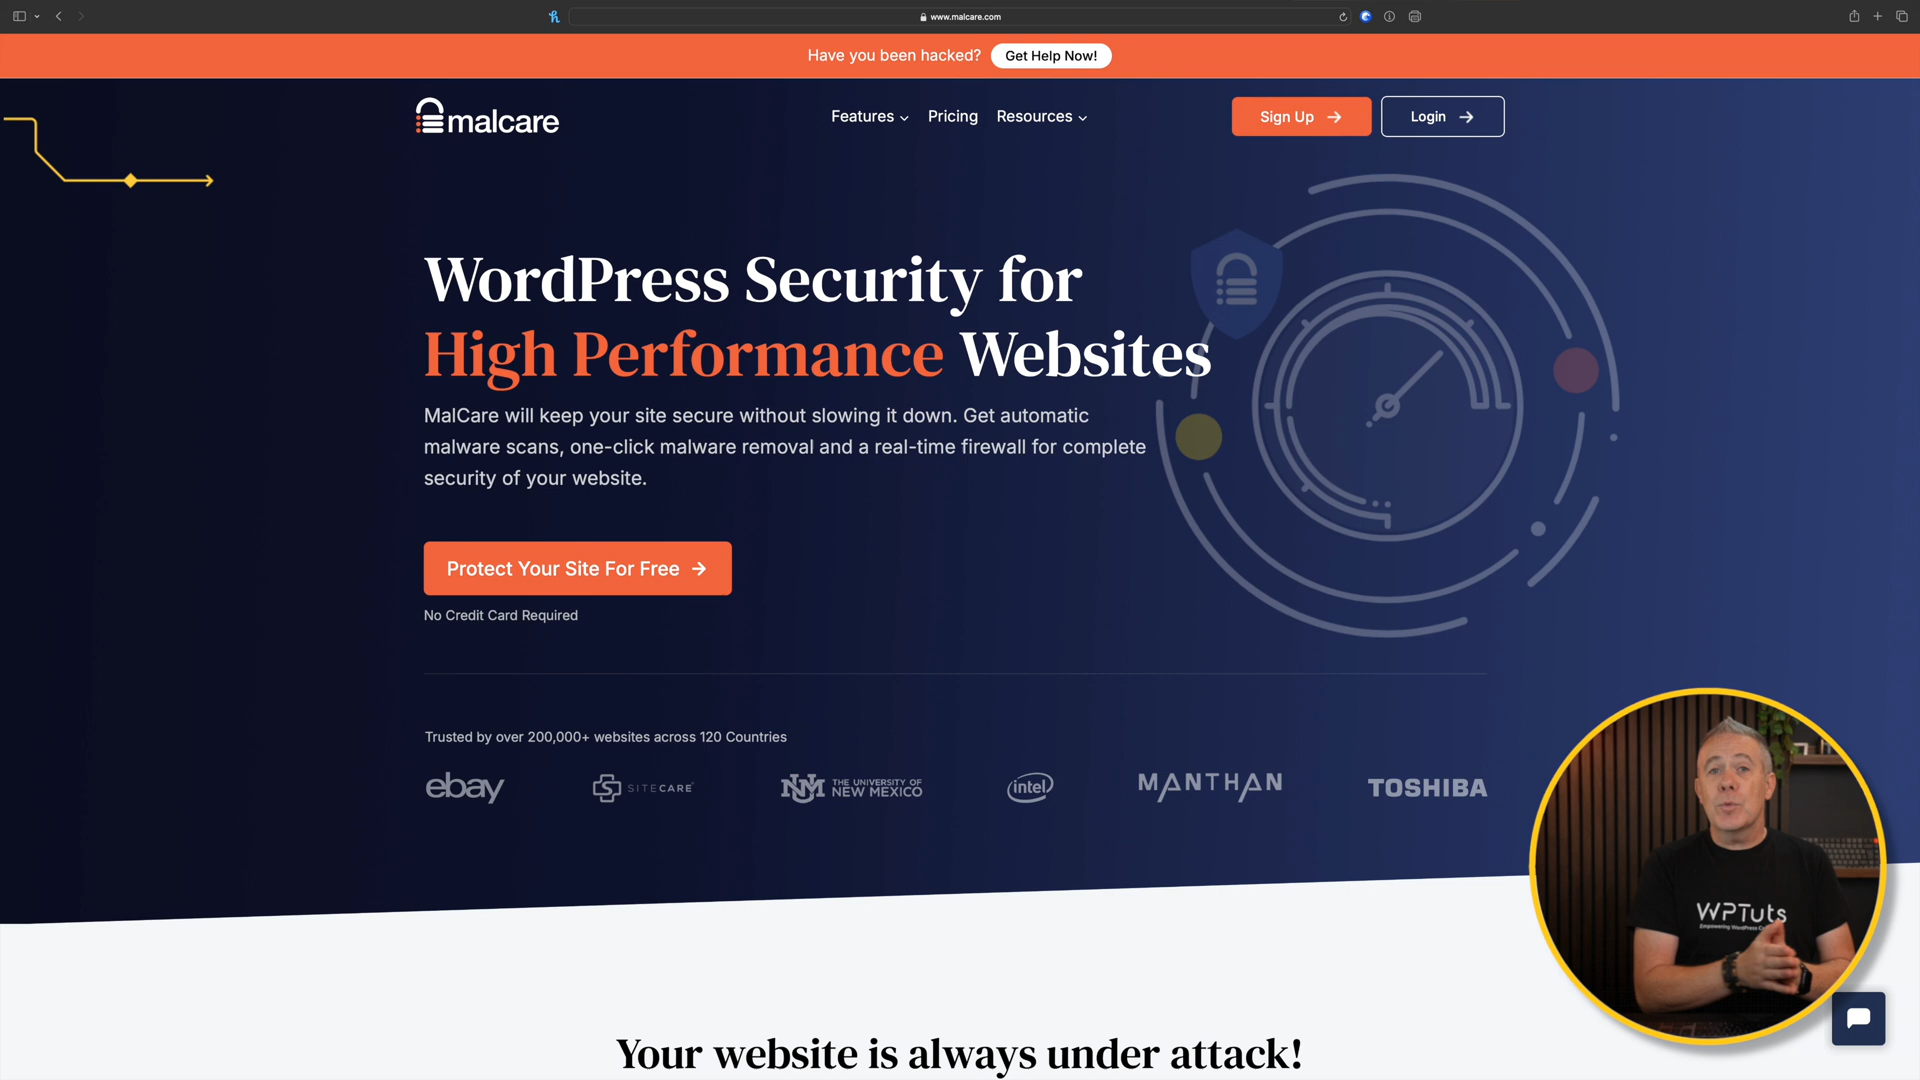 www.malcare.com
Have you been hacked? Get Help Now!
malcare
Features
Pricing
Resources
Sign Up
Login
WordPress Security for
High Performance Websites
MalCare will keep your site secure without slowing it down. Get automatic
malware scans, one-click malware removal and a real-time firewall for complete
security of your website.
Protect Your Site For Free
No Credit Card Required
Trusted by over 200,000+ websites across 120 Countries
ebay
SITECARE
THE UNIVERSITY OF
NEW MEXICO
intel
MANTHAN
TOSHIBA
WPTuts
Empowering WordPress
Your website is always under attack!